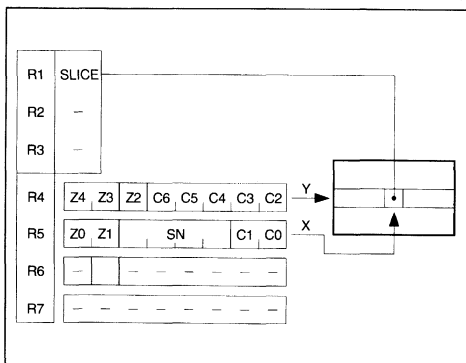 R1 SLICE
R2 –
R3 –
R4 Z4 Z3 Z2 C6 C5 C4 C3 C2 Y
R5 Z0 Z1 SN C1 C0 X
R6 – – – – – – – –
R7 – – – – – – – –